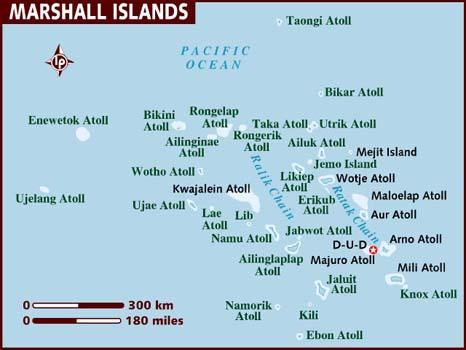 MARSHALL ISLANDS
Taongi Atoll
PACIFIC
OCEAN
LP
Bikar Atoll
Enewetok Atoll
Bikini
Atoll
Rongelap
Atoll
Taka Atoll
Utrik Atoll
Ailinginae
Atoll
Rongerik
Atoll
Ailuk Atoll
Mejit Island
Jemo Island
Wotho Atoll
Likiep
Atoll
Wotje Atoll
Ujelang Atoll
Kwajalein Atoll
Ralik Chain
Ratak Chain
Maloelap Atoll
Erikub
Atoll
Ujae Atoll
Lae
Atoll
Lib
Aur Atoll
Namu Atoll
Jabwot Atoll
D-U-D
Arno Atoll
Ailinglaplap
Atoll
Majuro Atoll
Mili Atoll
Jaluit
Atoll
Knox Atoll
300 km
180 miles
Namorik
Atoll
Kili
Ebon Atoll